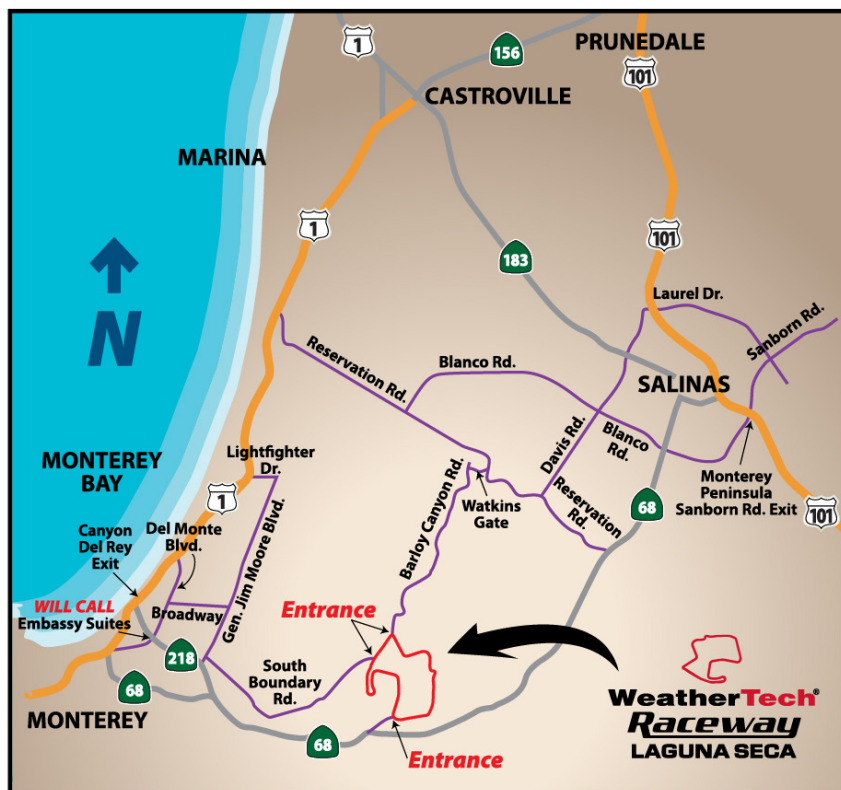 1
156
PRUNEDALE
101
CASTROVILLE
MARINA
1
101
183
N
Laurel Dr.
Sanborn Rd.
Reservation Rd.
Blanco Rd.
SALINAS
Davis Rd.
Blanco
Rd.
MONTEREY
BAY
Lightfighter
Dr.
1
Barloy Canyon Rd.
Watkins
Gate
Reservation
Rd.
68
Monterey
Peninsula
Sanborn Rd. Exit
101
Canyon
Del Rey
Exit
Del Monte
Blvd.
Gen. Jim Moore Blvd.
WILL CALL
Embassy Suites
Broadway
Entrance
218
South
Boundary
Rd.
68
MONTEREY
68
Entrance
WeatherTech®
Raceway
LAGUNA SECA